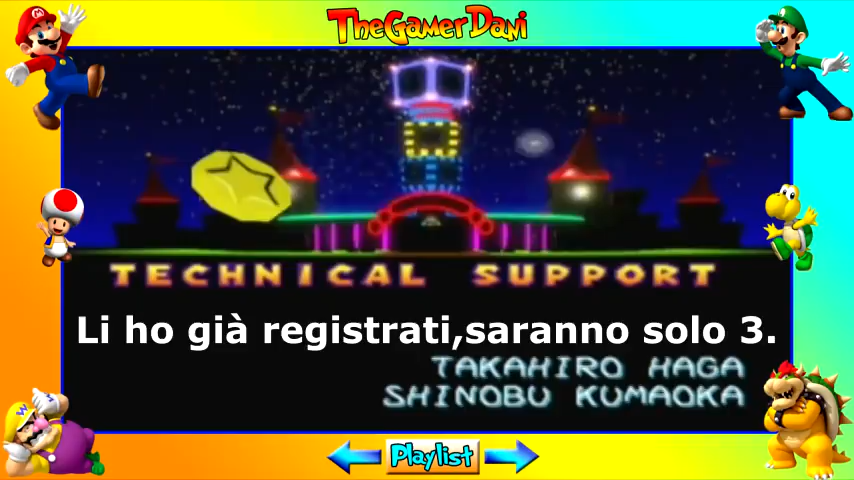 TheGamerDani
TECHNICAL SUPPORT
Li ho già registrati,saranno solo 3.
TAKAHIRO HAGA
SHINOBU KUMAOKA
Playlist